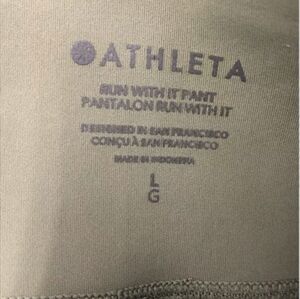 ATHLETA
RUN WITH IT PANT
PANTALON RUN WITH IT
DESIGNED IN SAN FRANCISCO
CONÇU À SAN FRANCISCO
MADE IN INDONESIA
L
G